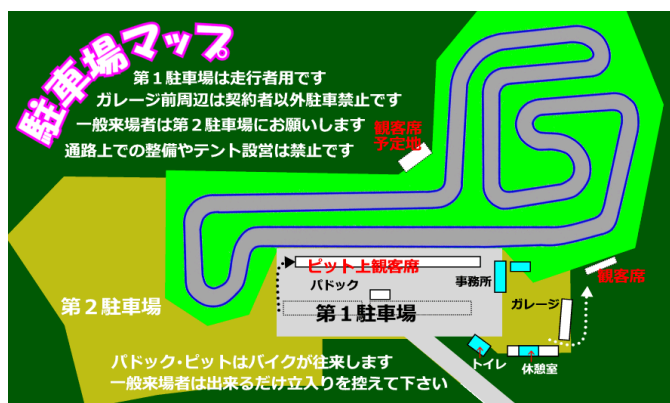 駐車場マップ
第１駐車場は走行者用です
ガレージ前周辺は契約者以外駐車禁止です
一般来場者は第２駐車場にお願いします
通路上での整備やテント設営は禁止です
観客席
予定地
ピット上観客席
パドック
事務所
観客席
ガレージ
第２駐車場
第１駐車場
トイレ
休憩室
パドック・ピットはバイクが往来します
一般来場者は出来るだけ立入りを控えて下さい